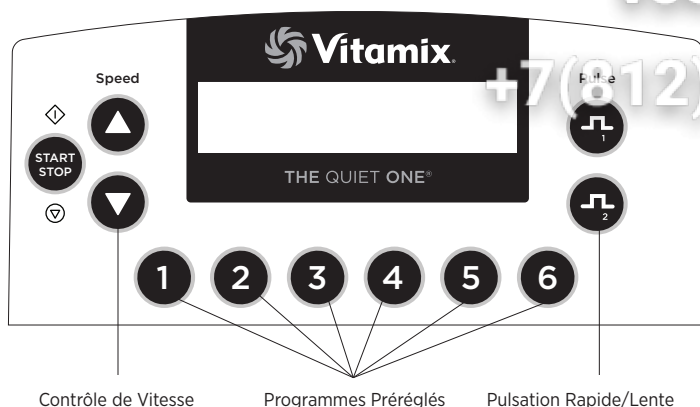 Vitamix®
+7(812)
Speed
Pulse
START
STOP
1
2
THE QUIET ONE®
1 2 3 4 5 6
Contrôle de Vitesse
Programmes Préréglés
Pulsation Rapide/Lente